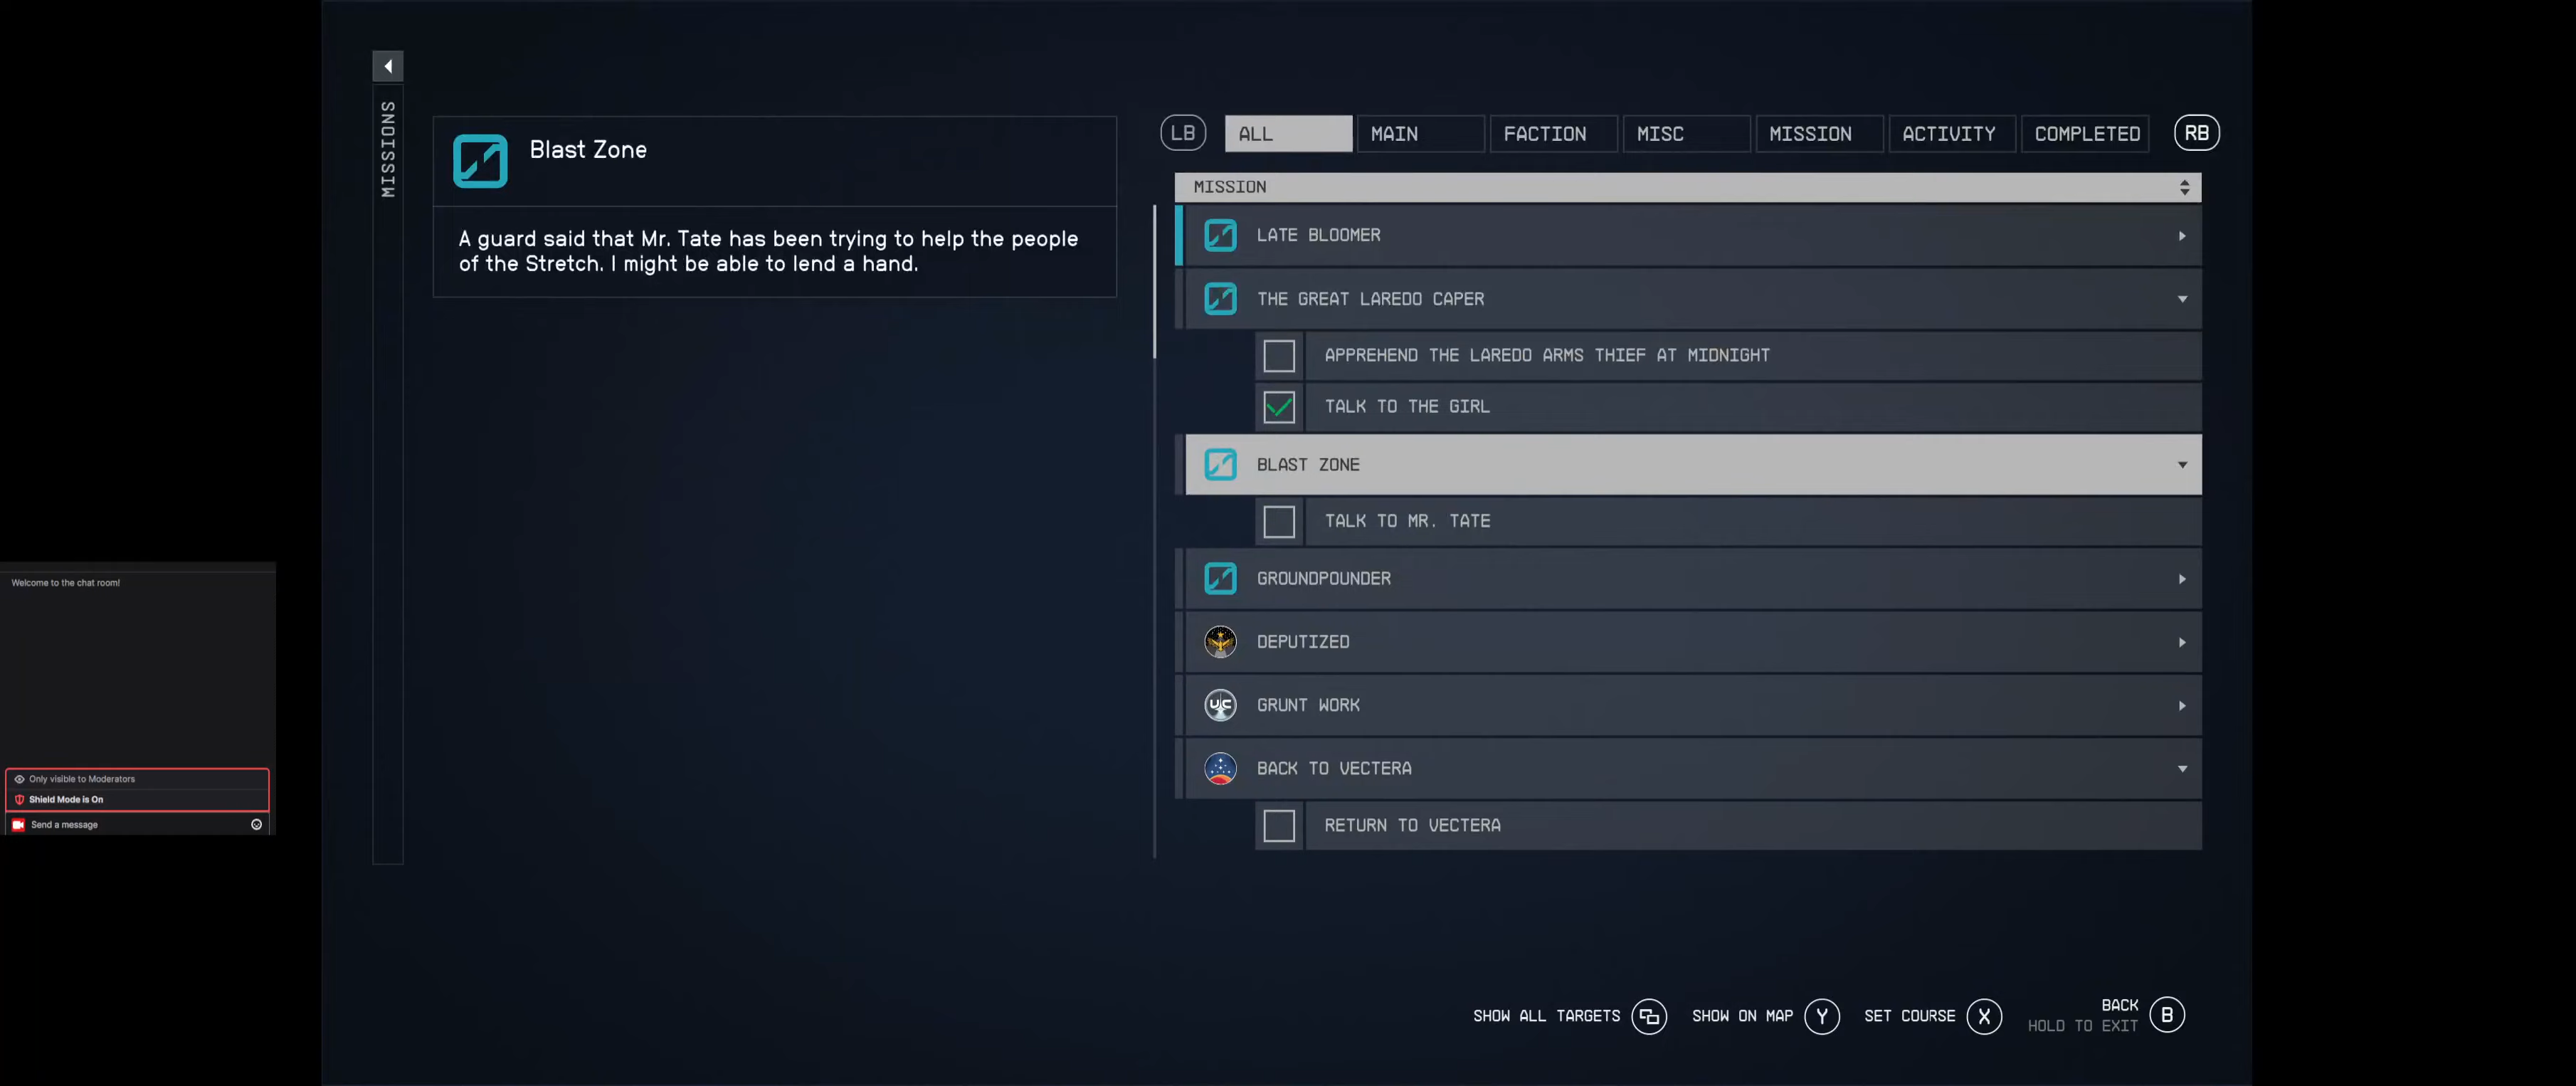 MISSIONS
Blast Zone
A guard said that Mr. Tate has been trying to help the people
of the Stretch. I might be able to lend a hand.
LB
ALL
MAIN
FACTION
MISC
MISSION
ACTIVITY
COMPLETED
RB
MISSION
LATE BLOOMER
THE GREAT LAREDO CAPER
APPREHEND THE LAREDO ARMS THIEF AT MIDNIGHT
TALK TO THE GIRL
BLAST ZONE
TALK TO MR. TATE
GROUNDPOUNDER
DEPUTIZED
UC
GRUNT WORK
BACK TO VECTERA
RETURN TO VECTERA
Welcome to the chat room!
Only visible to Moderators
Shield Mode is On
Send a message
SHOW ALL TARGETS
SHOW ON MAP Y
SET COURSE X
BACK B
HOLD TO EXIT